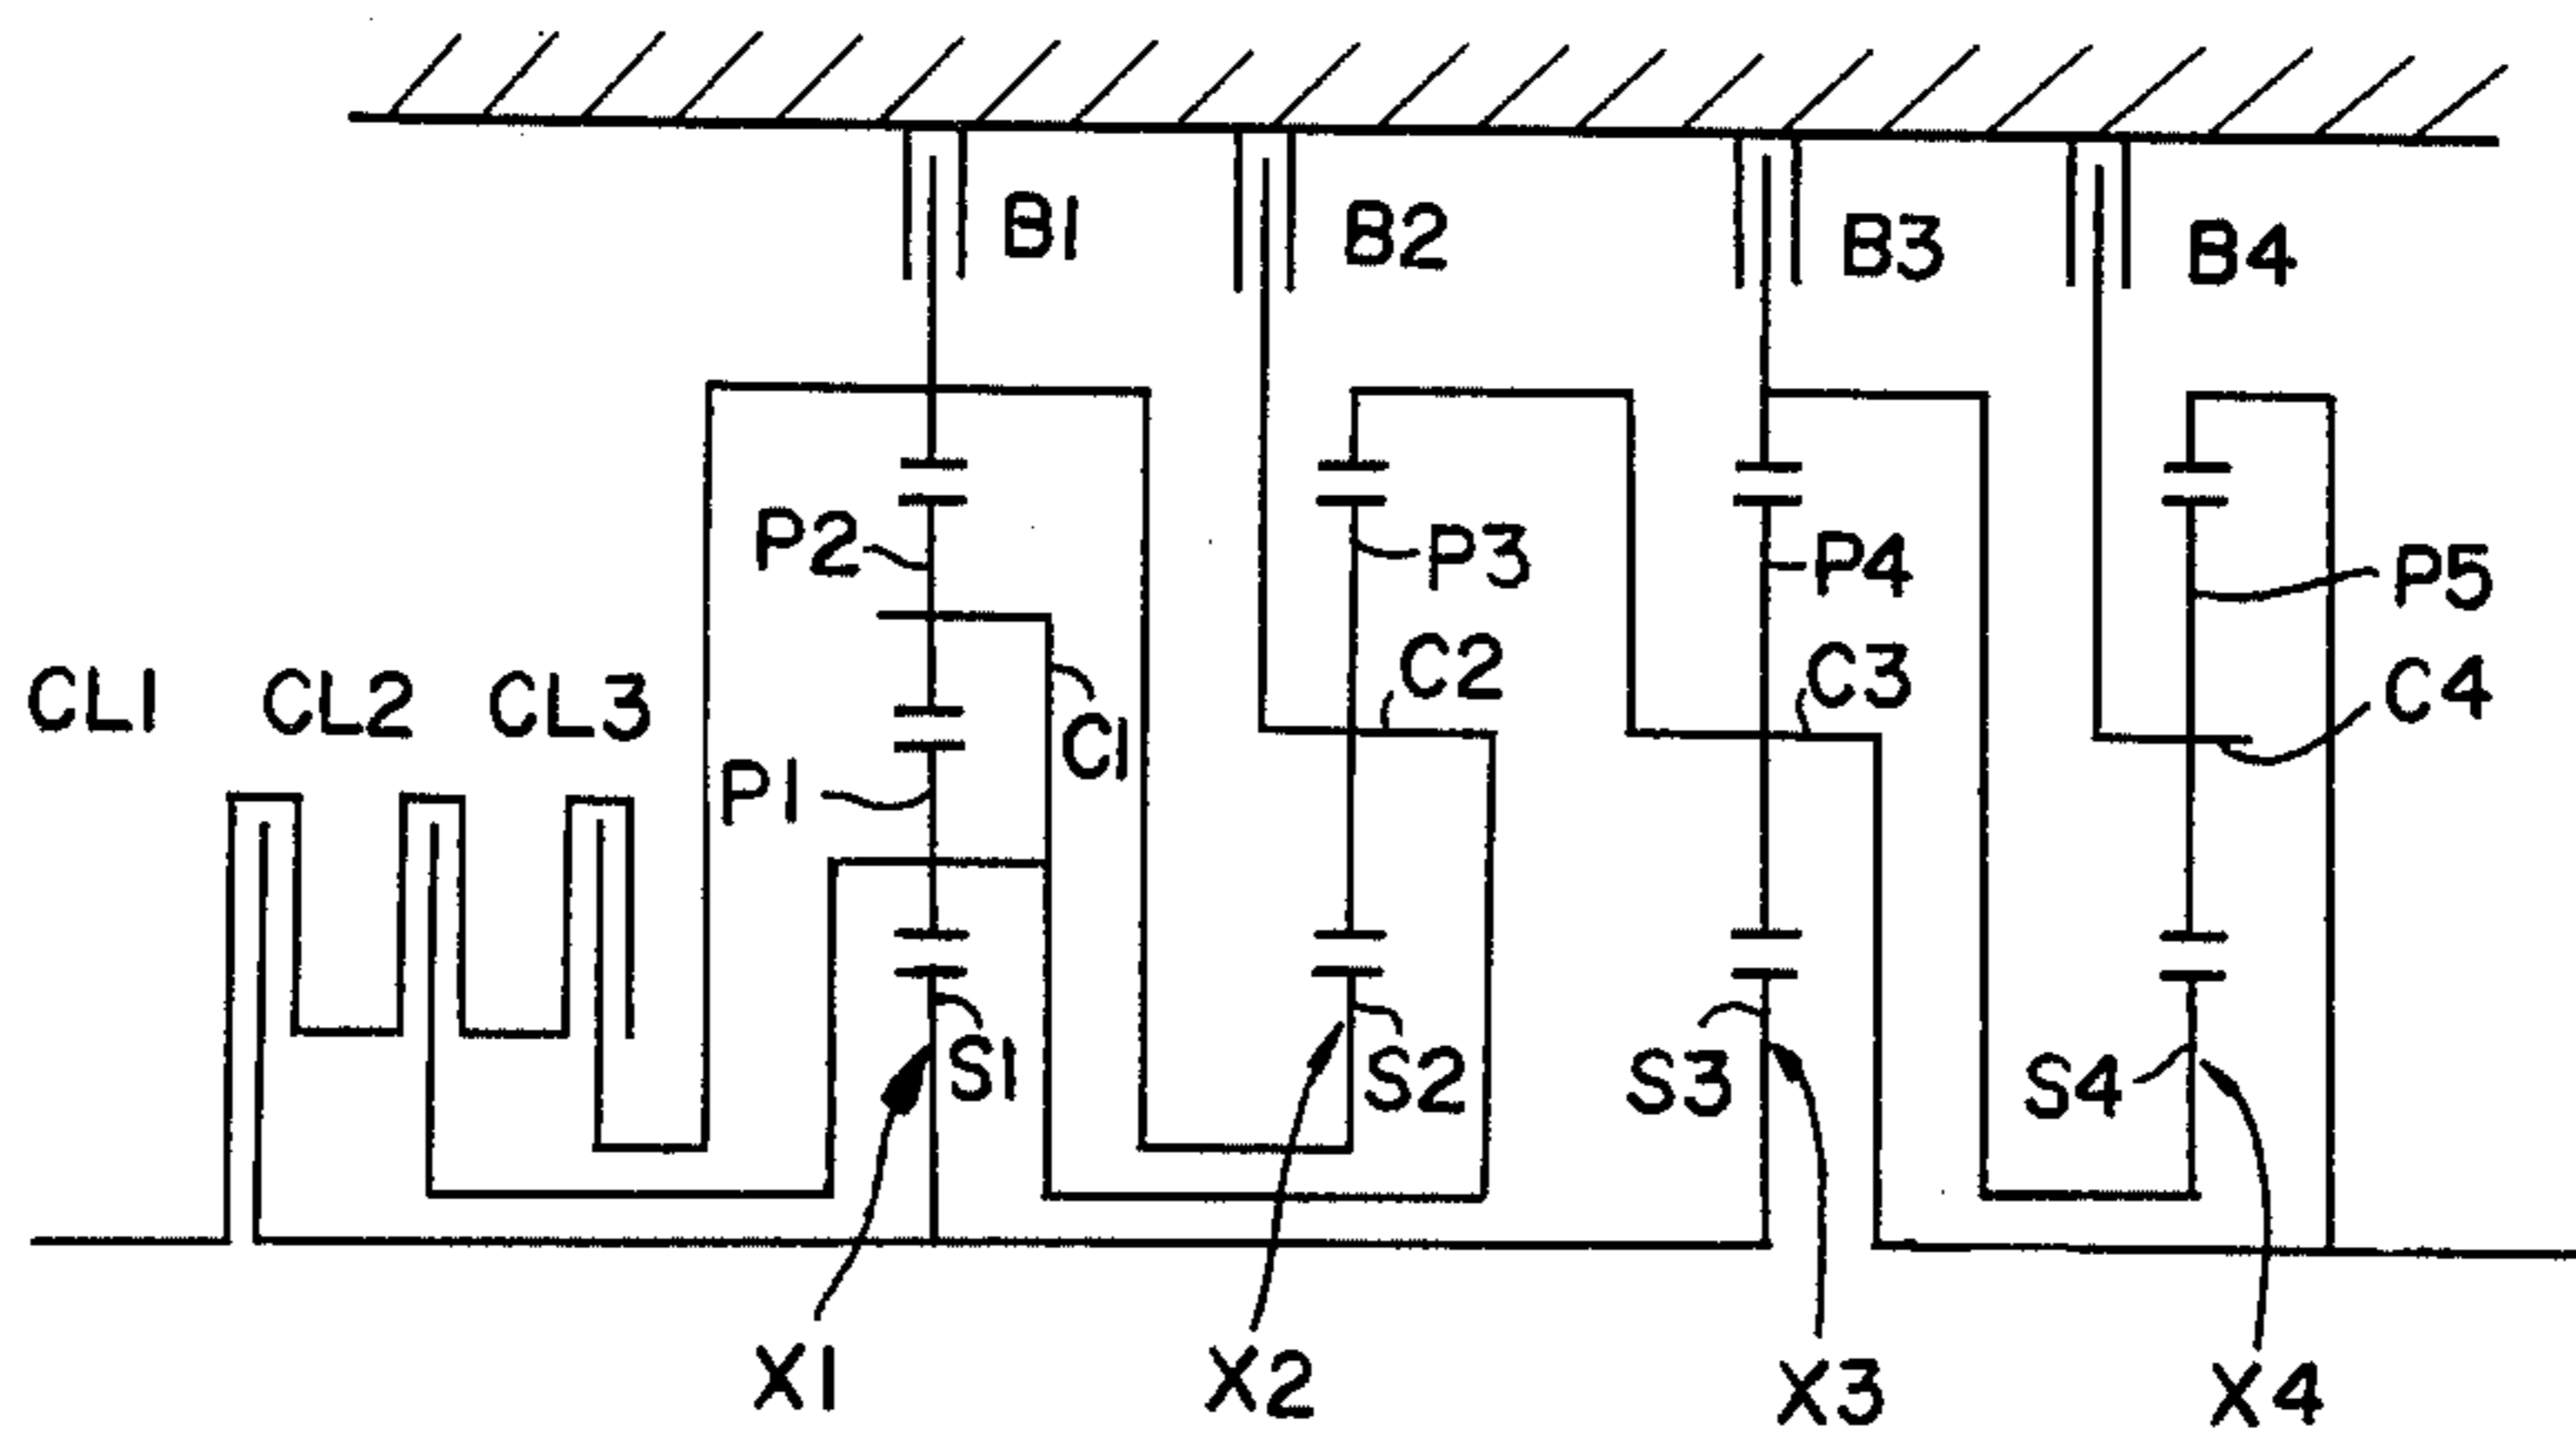 B1 B2 B3 B4
P2 P3 P4 P5
CL1 CL2 CL3 C1 C2 C3 C4
P1
S1 S2 S3 S4
X1 X2 X3 X4